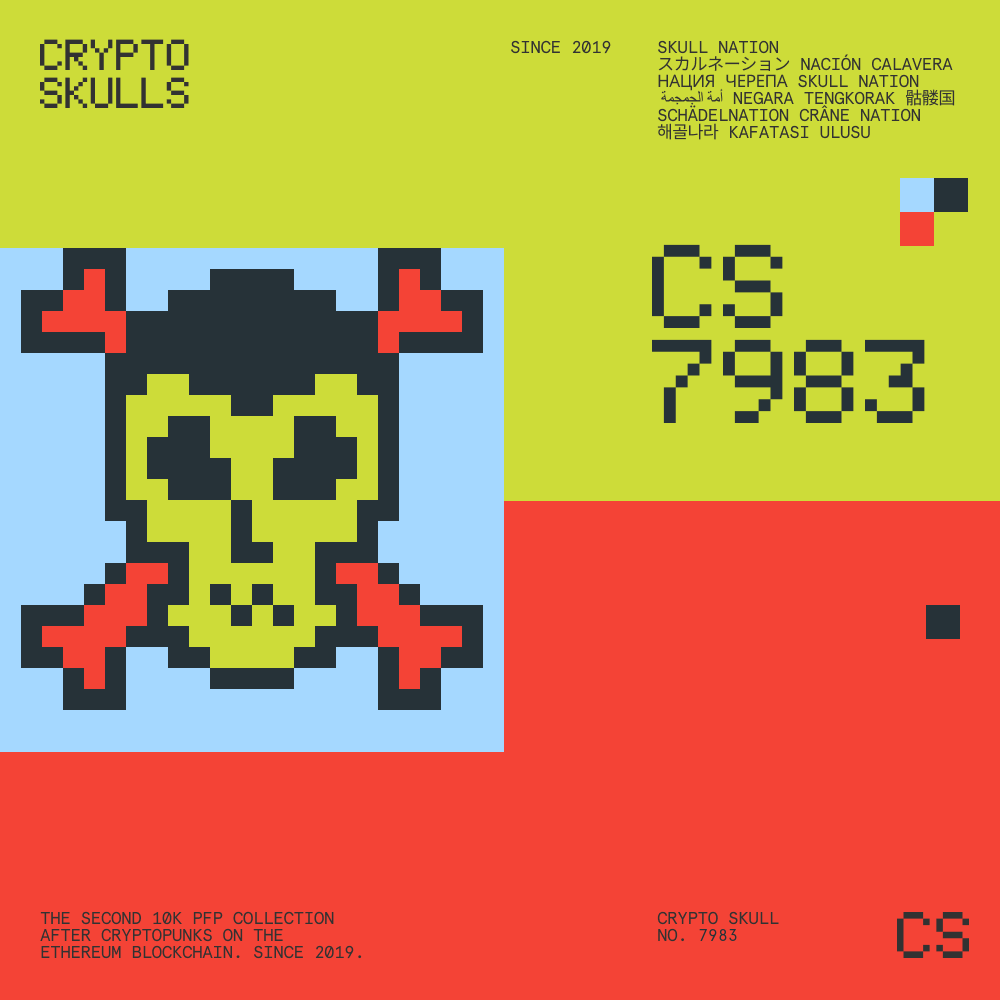 CRYPTO
SKULLS
SINCE 2019
SKULL NATION
スカルネーション NACIÓN CALAVERA
НАЦИЯ ЧЕРЕПА SKULL NATION
أمة الجمجمة NEGARA TENGKORAK 骷髅国
SCHÄDELNATION CRÂNE NATION
해골나라 KAFATASI ULUSU
CS
7983
THE SECOND 10K PFP COLLECTION
AFTER CRYPTOPUNKS ON THE
ETHEREUM BLOCKCHAIN. SINCE 2019.
CRYPTO SKULL
NO. 7983
CS